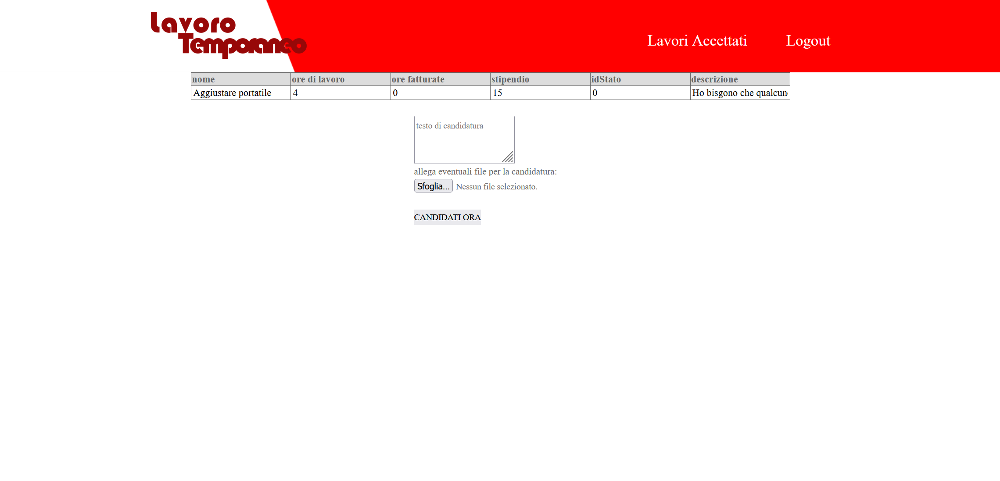 Lavoro
Temporaneo
Lavori Accettati Logout
nome ore di lavoro ore fatturate stipendio idStato descrizione
Aggiustare portatile 4 0 15 0 Ho bisgono che qualcun
testo di candidatura
allega eventuali file per la candidatura:
Sfoglia... Nessun file selezionato.
CANDIDATI ORA